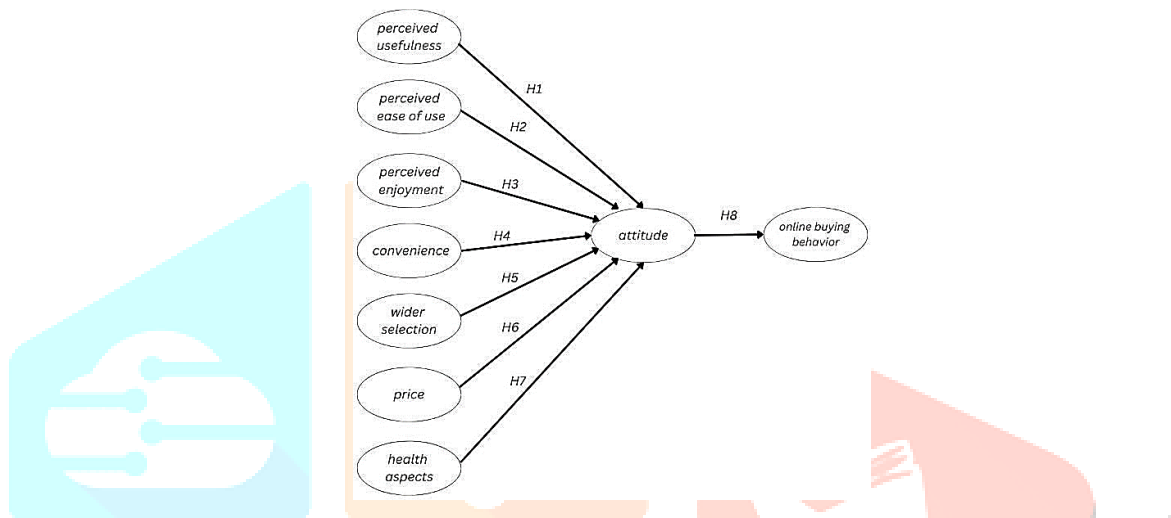 perceived
usefulness
H1
perceived
ease of use
H2
perceived
enjoyment
H3
convenience
H4
attitude
H8
online buying
behavior
wider
selection
H5
price
H6
health
aspects
H7